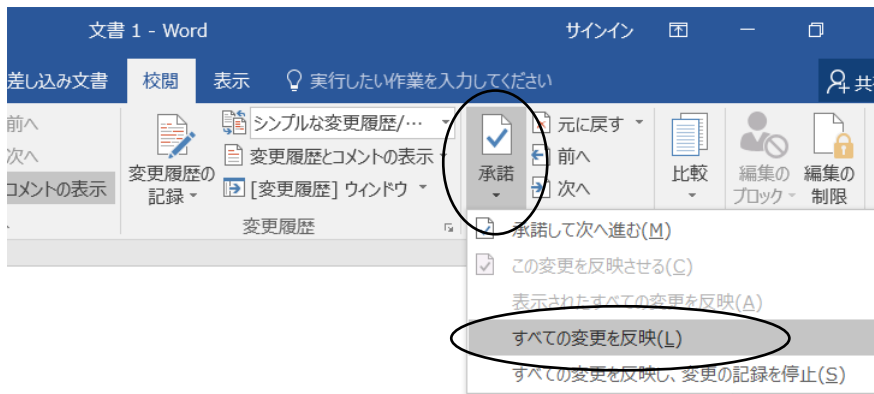 文書 1 - Word サインイン
差し込み文書 校閲 表示 実行したい作業を入力してください
前へ
次へ
コメントの表示
変更履歴の
記録
シンプルな変更履歴/…
変更履歴とコメントの表示
[変更履歴] ウィンドウ
変更履歴
承諾
元に戻す
前へ
次へ
比較
編集の
ブロック
編集の
制限
承諾して次へ進む(M)
この変更を反映させる(C)
表示されたすべての変更を反映(A)
すべての変更を反映(L)
すべての変更を反映し、変更の記録を停止(S)